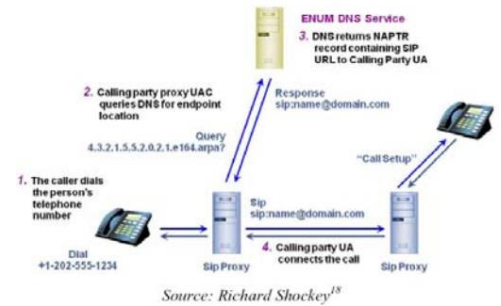 ENUM DNS Service
3. DNS returns NAPTR
record containing SIP
URL to Calling Party UA
2. Calling party proxy UAC
queries DNS for endpoint
location
Response
sip:name@domain.com
Query
4.3.2.1.5.5.5.2.0.2.1.e164.arpa?
"Call Setup"
1. The caller dials
the person's
telephone
number
Sip
sip:name@domain.com
4. Calling party UA
connects the call
Dial
+1-202-555-1234
Sip Proxy
Sip Proxy
Source: Richard Shockey18